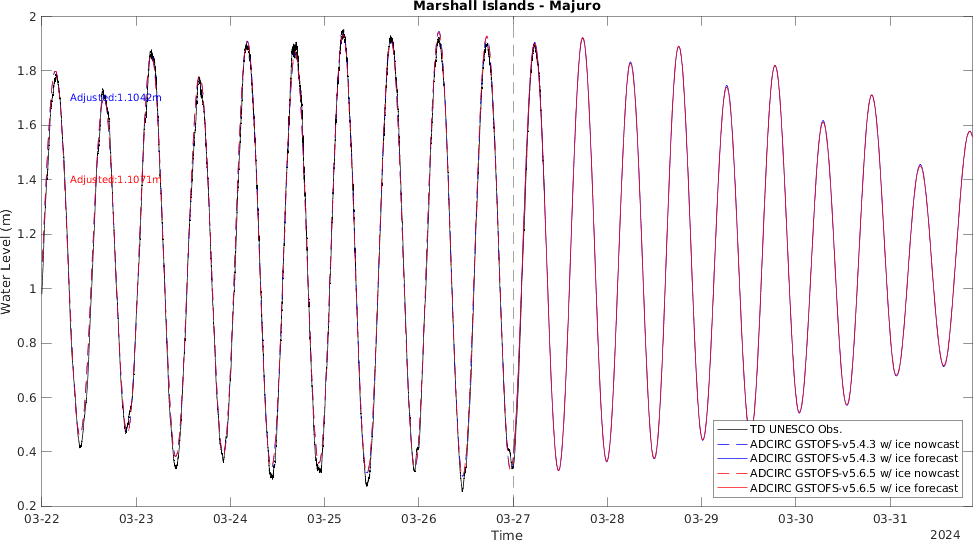 Marshall Islands - Majuro
2
1.8
Adjusted:1.1042m
1.6
1.4
Adjusted:1.1071m
1.2
1
0.8
0.6
0.4
0.2
Water Level (m)
TD UNESCO Obs.
ADCIRC GSTOFS-v5.4.3 w/ ice nowcast
ADCIRC GSTOFS-v5.4.3 w/ ice forecast
ADCIRC GSTOFS-v5.6.5 w/ ice nowcast
ADCIRC GSTOFS-v5.6.5 w/ ice forecast
03-22 03-23 03-24 03-25 03-26 03-27 03-28 03-29 03-30 03-31
Time
2024